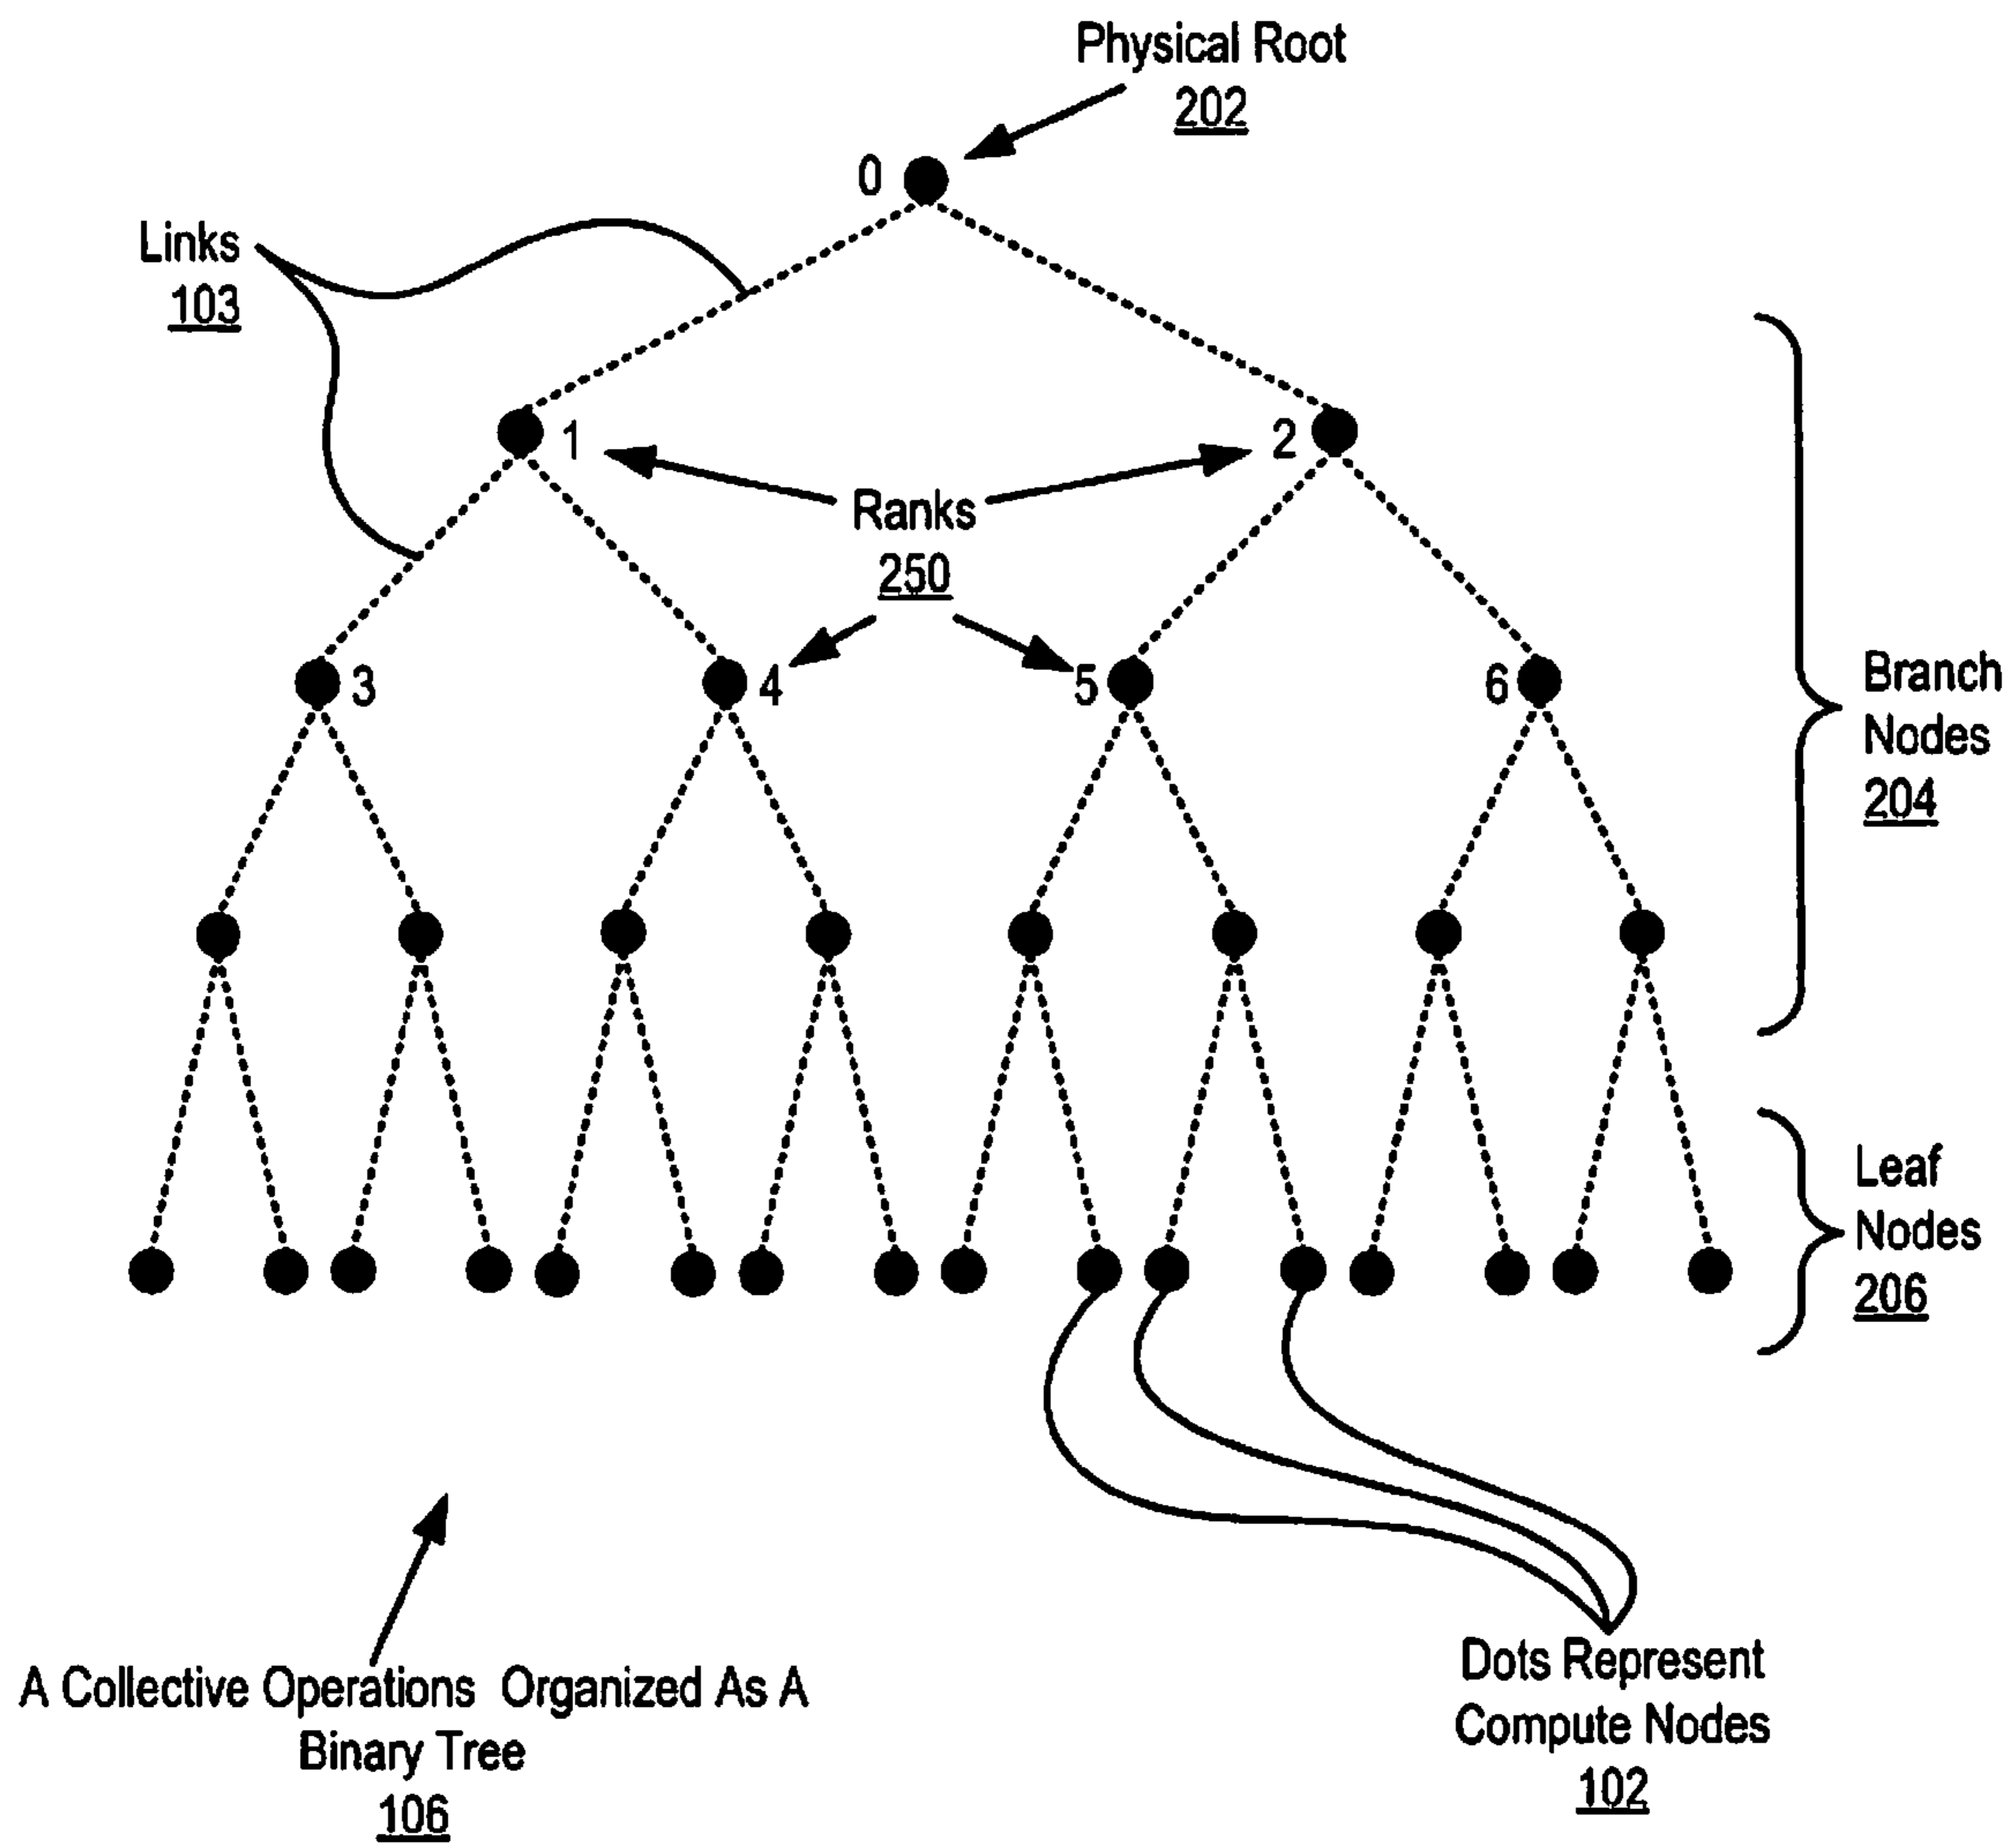 Physical Root
202
0
Links
103
1
2
Ranks
250
3
4
5
6
Branch
Nodes
204
Leaf
Nodes
206
A Collective Operations Organized As A
Binary Tree
106
Dots Represent
Compute Nodes
102